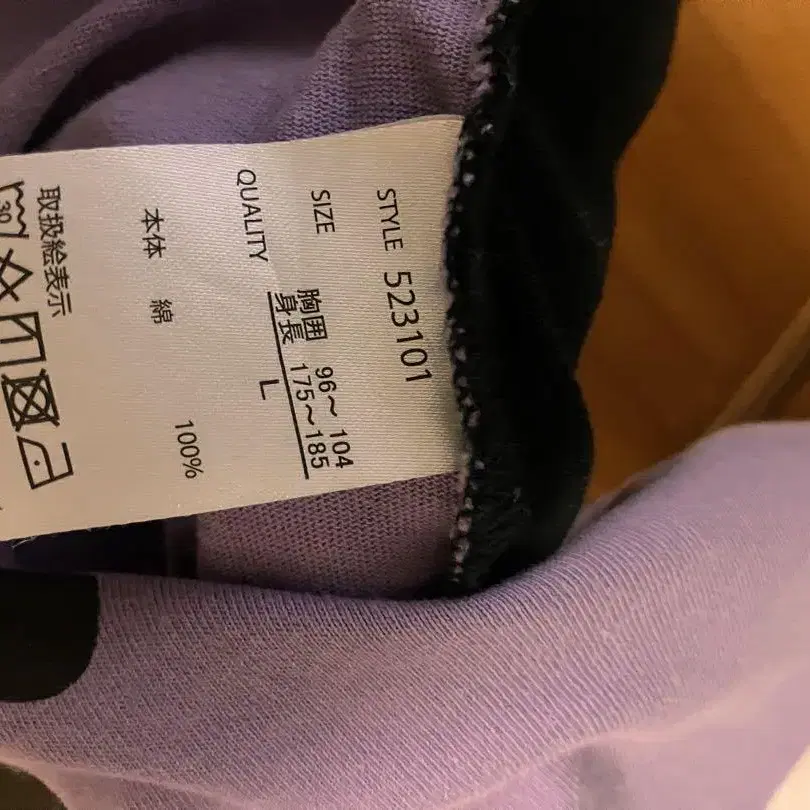 STYLE 523101
SIZE
胸囲 96〜104
身長 175〜185
L
QUALITY
本体 綿 100%
取扱絵表示
30